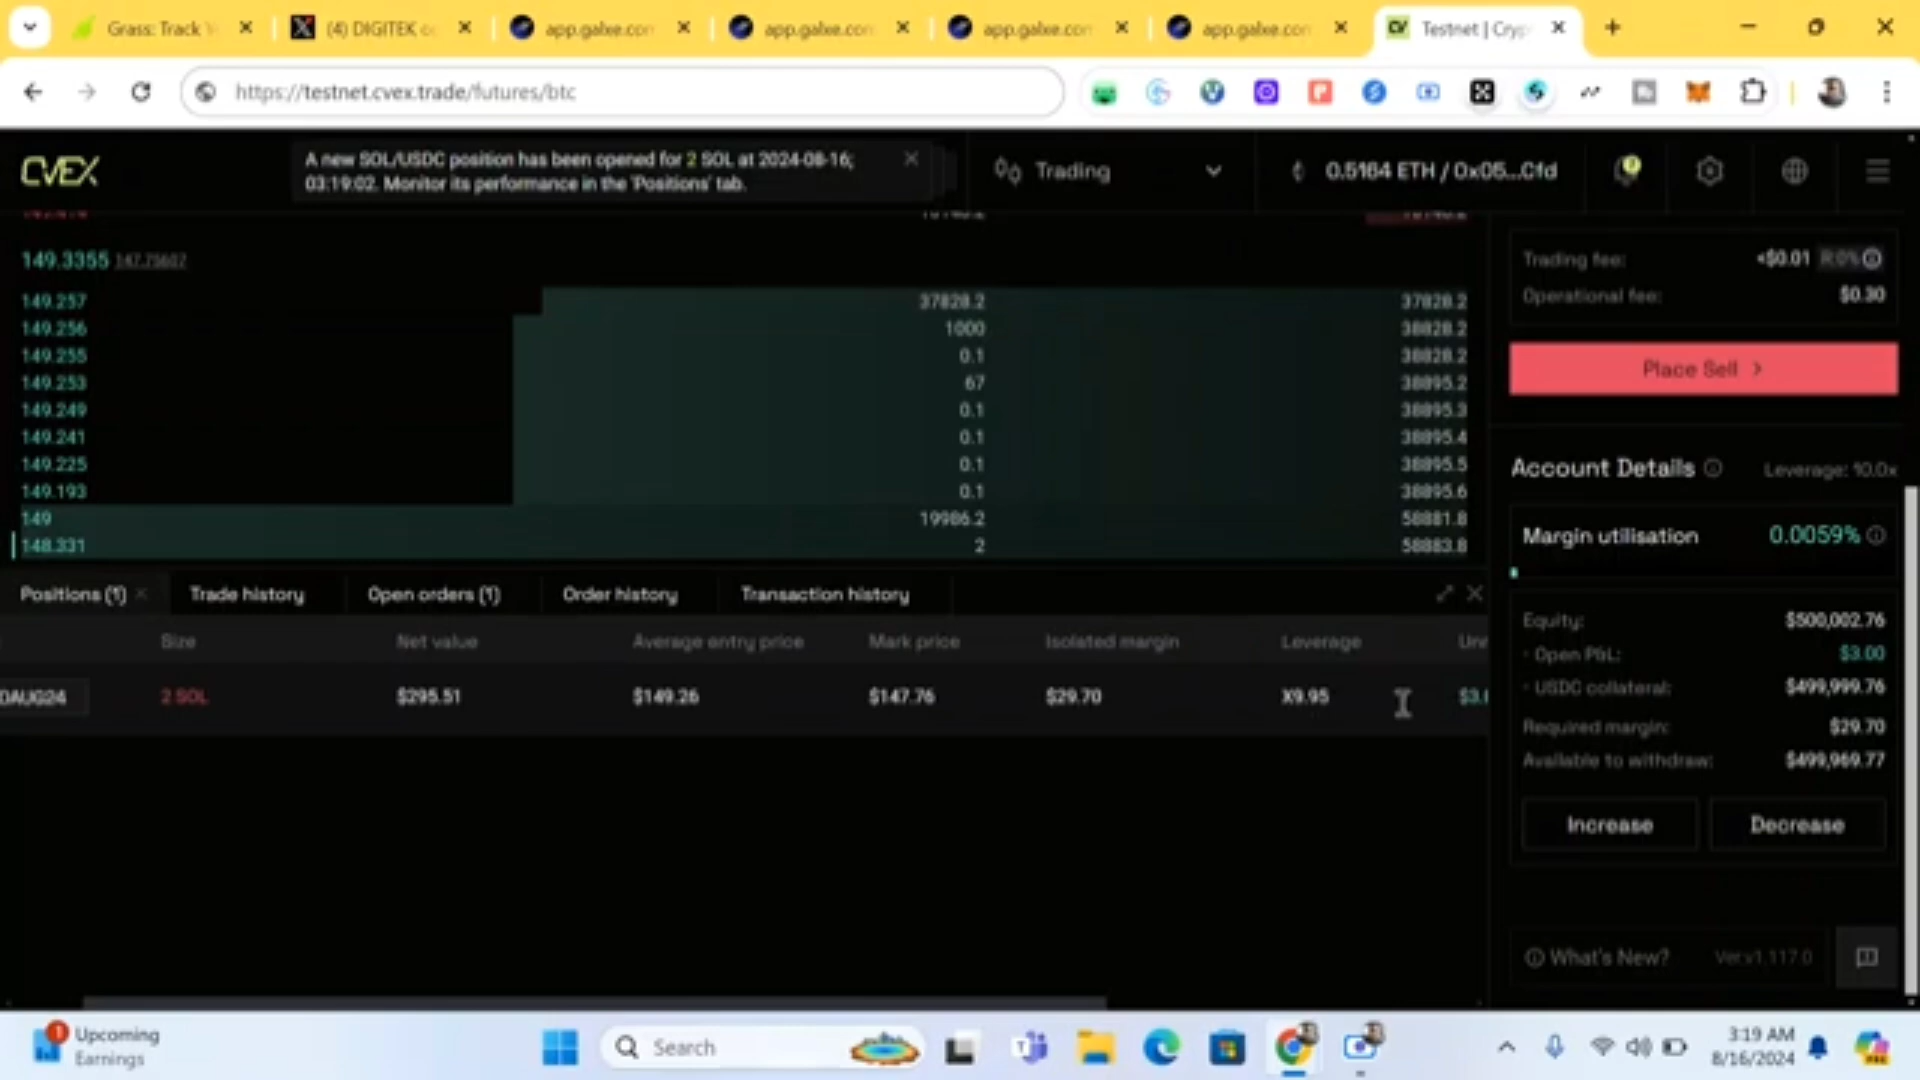 Grass: Track Y
(4) DIGITEK o
app.galxe.com
app.galxe.com
app.galxe.com
app.galxe.com
Testnet | Cryp
https://testnet.cvex.trade/futures/btc
CVEX
A new SOL/USDC position has been opened for 2 SOL at 2024-08-16;
03:19:02. Monitor its performance in the 'Positions' tab.
Trading
0.5164 ETH / 0x05...Cfd
149.3355 147.75602
149.257 37828.2 37828.2
149.256 1000 38828.2
149.255 0.1 38828.2
149.253 67 38895.2
149.249 0.1 38895.3
149.241 0.1 38895.4
149.225 0.1 38895.5
149.193 0.1 38895.6
149 19986.2 58881.8
148.331 2 58883.8
Trading fee: <$0.01 R:0%
Operational fee: $0.30
Place Sell >
Account Details Leverage: 10.0x
Margin utilisation 0.0059%
Equity: $500,002.76
Open P&L: $3.00
USDC collateral: $499,999.76
Required margin: $29.70
Available to withdraw: $499,969.77
Increase Decrease
What's New? Ver.v1.117.0
Positions (1) Trade history Open orders (1) Order history Transaction history
Size Net value Average entry price Mark price Isolated margin Leverage
0AUG24 2 SOL $295.51 $149.26 $147.76 $29.70 X9.95
1
Upcoming
Earnings
Search
3:19 AM
8/16/2024